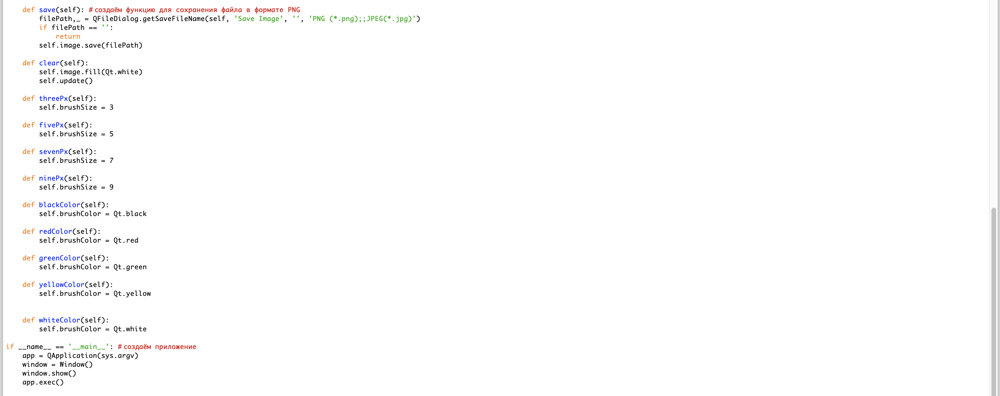 def save(self): # создаём функцию для сохранения файла в формате PNG
filePath,_ = QFileDialog.getSaveFileName(self, 'Save Image', '', 'PNG (*.png);;JPEG(*.jpg)')
if filePath == '':
return
self.image.save(filePath)
def clear(self):
self.image.fill(Qt.white)
self.update()
def threePx(self):
self.brushSize = 3
def fivePx(self):
self.brushSize = 5
def sevenPx(self):
self.brushSize = 7
def ninePx(self):
self.brushSize = 9
def blackColor(self):
self.brushColor = Qt.black
def redColor(self):
self.brushColor = Qt.red
def greenColor(self):
self.brushColor = Qt.green
def yellowColor(self):
self.brushColor = Qt.yellow
def whiteColor(self):
self.brushColor = Qt.white
if __name__ == '__main__': # создаём приложение
app = QApplication(sys.argv)
window = Window()
window.show()
app.exec()